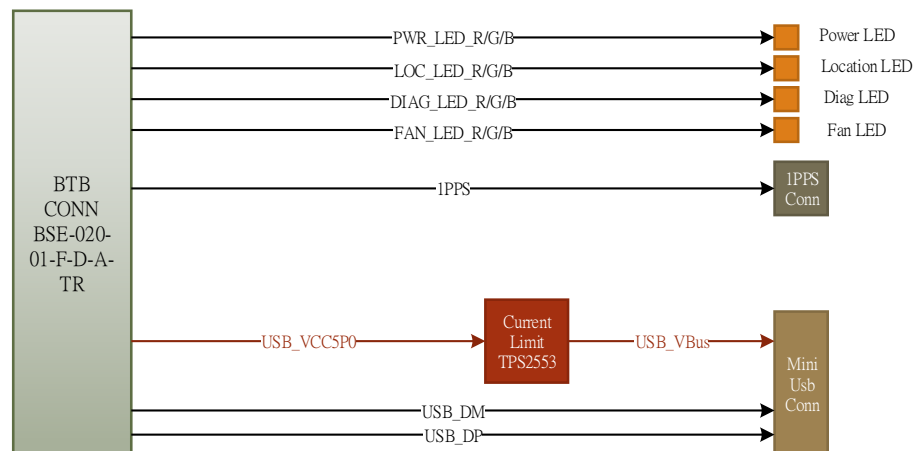 PWR_LED_R/G/B
Power LED
LOC_LED_R/G/B
Location LED
DIAG_LED_R/G/B
Diag LED
FAN_LED_R/G/B
Fan LED
BTB
CONN
BSE-020-
01-F-D-A-
TR
1PPS
1PPS
Conn
USB_VCC5P0
Current
Limit
TPS2553
USB_VBus
Mini
Usb
Conn
USB_DM
USB_DP